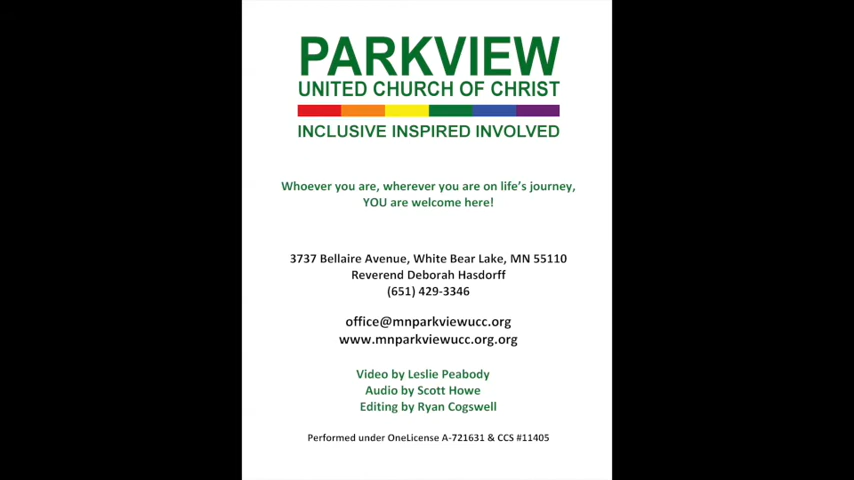 PARKVIEW
UNITED CHURCH OF CHRIST
INCLUSIVE INSPIRED INVOLVED
Whoever you are, wherever you are on life's journey,
YOU are welcome here!
3737 Bellaire Avenue, White Bear Lake, MN 55110
Reverend Deborah Hasdorff
(651) 429-3346
office@mnparkviewucc.org
www.mnparkviewucc.org.org
Video by Leslie Peabody
Audio by Scott Howe
Editing by Ryan Cogswell
Performed under OneLicense A-721631 & CCS #11405